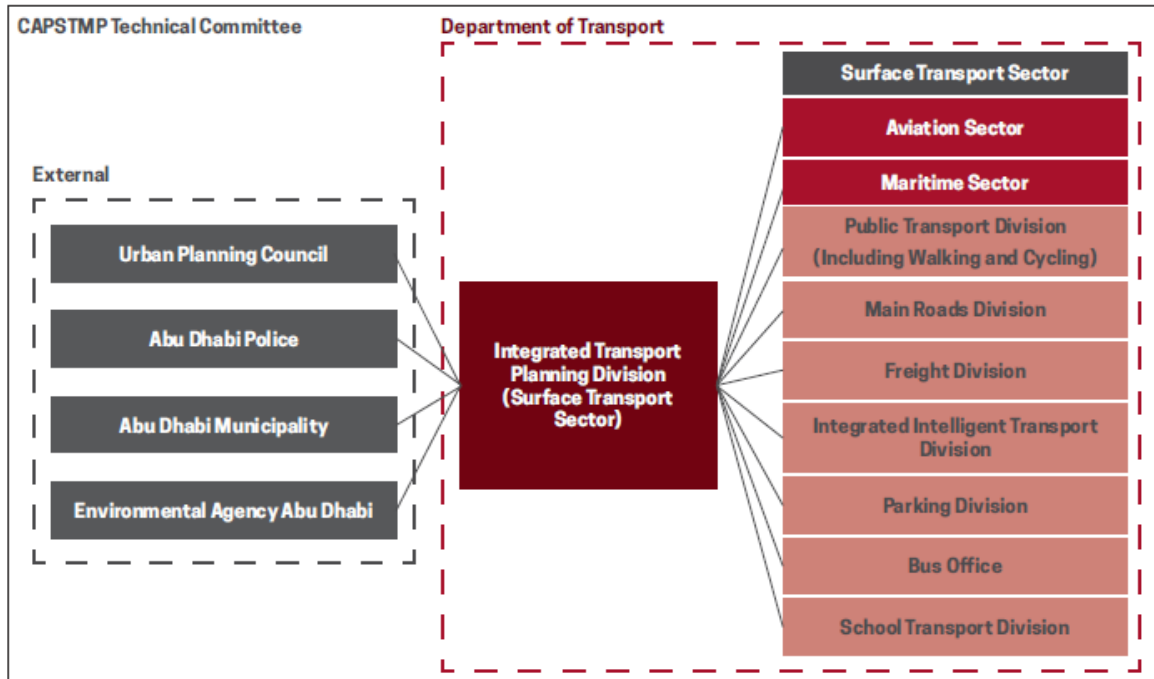 CAPSTMP Technical Committee
Department of Transport
External
Urban Planning Council
Abu Dhabi Police
Abu Dhabi Municipality
Environmental Agency Abu Dhabi
Integrated Transport
Planning Division
(Surface Transport
Sector)
Surface Transport Sector
Aviation Sector
Maritime Sector
Public Transport Division
(Including Walking and Cycling)
Main Roads Division
Freight Division
Integrated Intelligent Transport
Division
Parking Division
Bus Office
School Transport Division